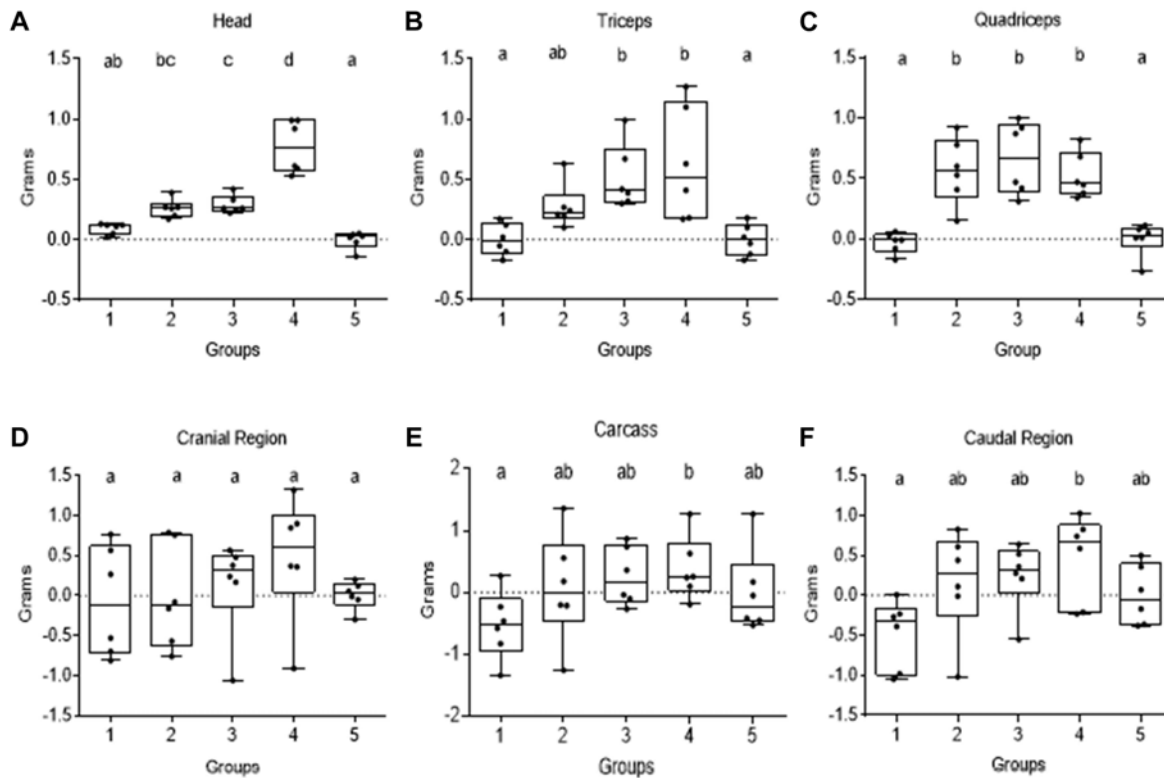 A
Head
1.5
1.0
0.5
0.0
-0.5
Grams
ab bc c d a
1 2 3 4 5
Groups
B
Triceps
1.5
1.0
0.5
0.0
-0.5
Grams
a ab b b a
1 2 3 4 5
Groups
C
Quadriceps
1.5
1.0
0.5
0.0
-0.5
Grams
a b b b a
1 2 3 4 5
Group
D
Cranial Region
1.5
1.0
0.5
0.0
-0.5
-1.0
-1.5
Grams
a a a a a
1 2 3 4 5
Groups
E
Carcass
2
1
0
-1
-2
Grams
a ab ab b ab
1 2 3 4 5
Groups
F
Caudal Region
1.5
1.0
0.5
0.0
-0.5
-1.0
-1.5
Grams
a ab ab b ab
1 2 3 4 5
Groups